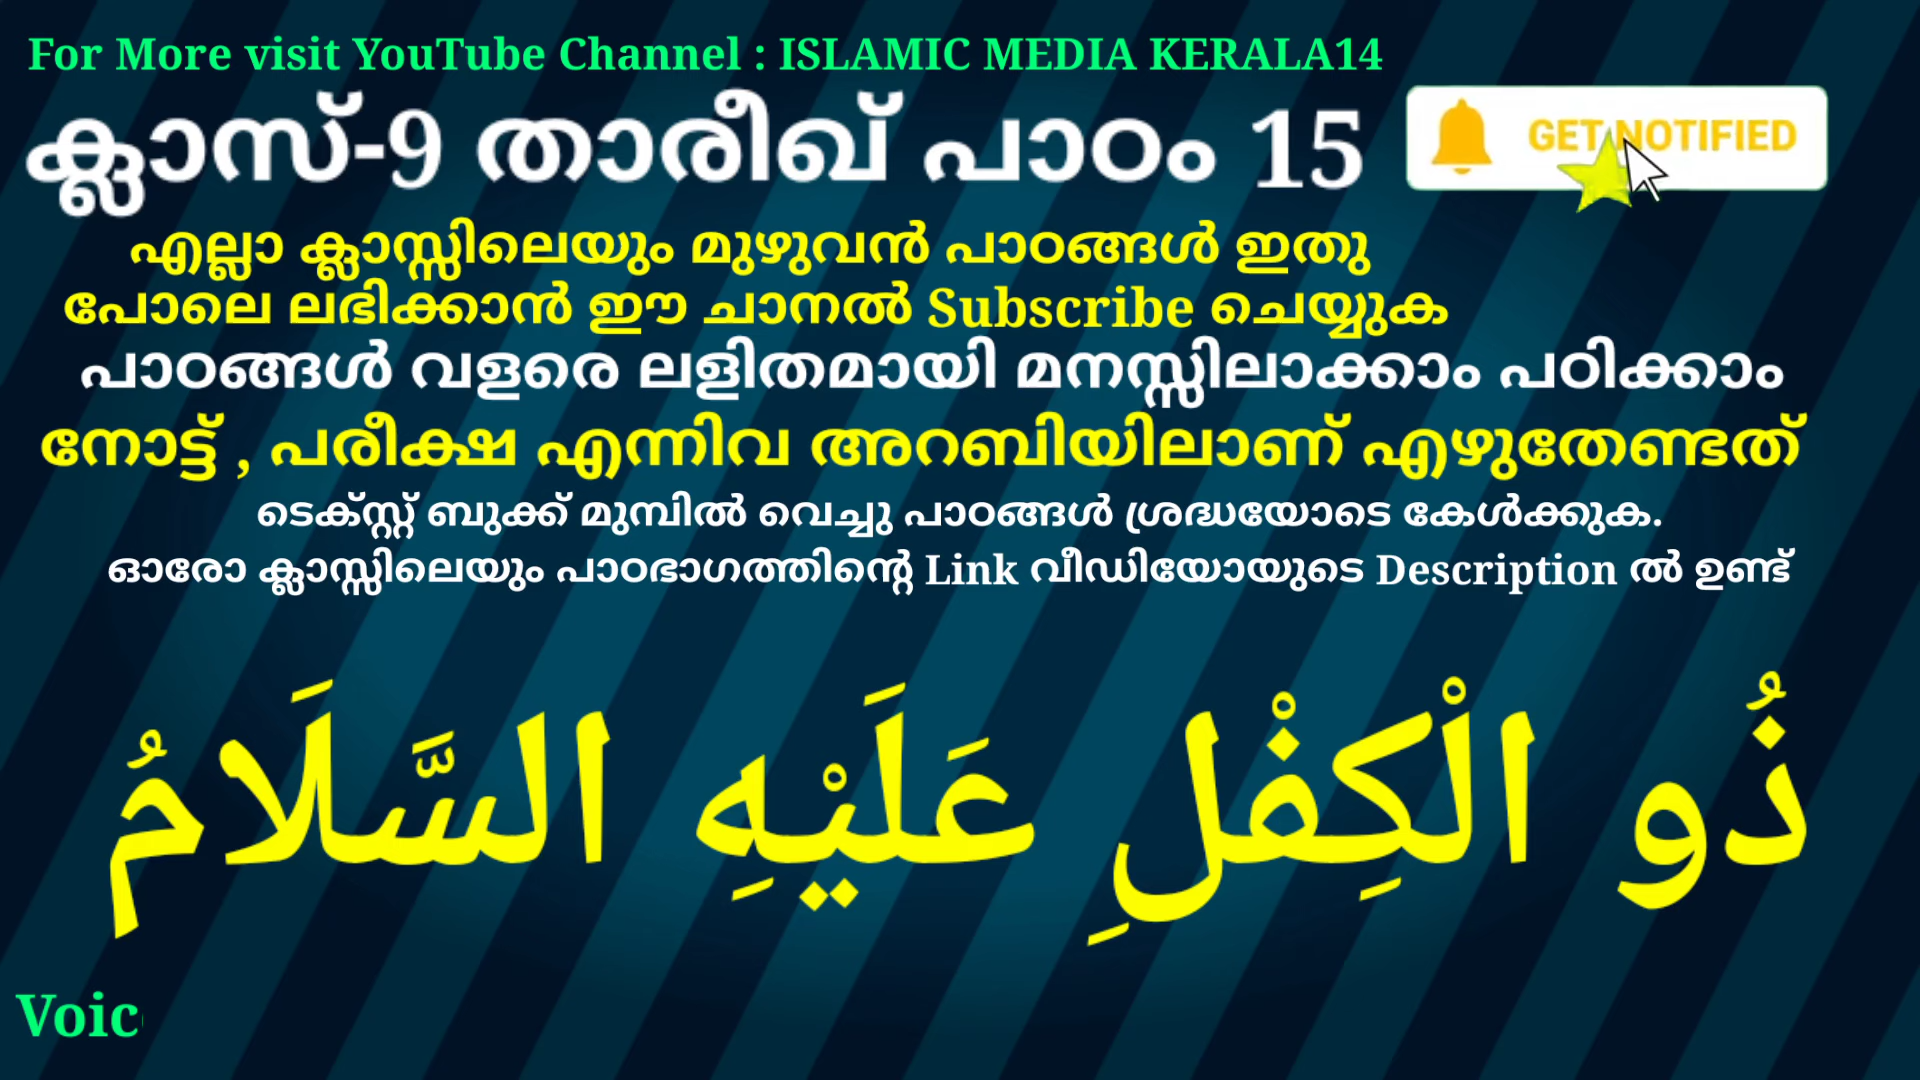 For More visit YouTube Channel : ISLAMIC MEDIA KERALA14
ക്ലാസ്-9 താരീഖ് പാഠം 15
GET NOTIFIED
എല്ലാ ക്ലാസ്സിലെയും മുഴുവൻ പാഠങ്ങൾ ഇതു
പോലെ ലഭിക്കാൻ ഈ ചാനൽ Subscribe ചെയ്യുക
പാഠങ്ങൾ വളരെ ലളിതമായി മനസ്സിലാക്കാം പഠിക്കാം
നോട്ട് , പരീക്ഷ എന്നിവ അറബിയിലാണ് എഴുതേണ്ടത്
ടെക്സ്റ്റ് ബുക്ക് മുമ്പിൽ വെച്ചു പാഠങ്ങൾ ശ്രദ്ധയോടെ കേൾക്കുക.
ഓരോ ക്ലാസ്സിലെയും പാഠഭാഗത്തിന്റെ Link വീഡിയോയുടെ Description ൽ ഉണ്ട്
ذُو الْكِفْلِ عَلَيْهِ السَّلَامُ
Voic